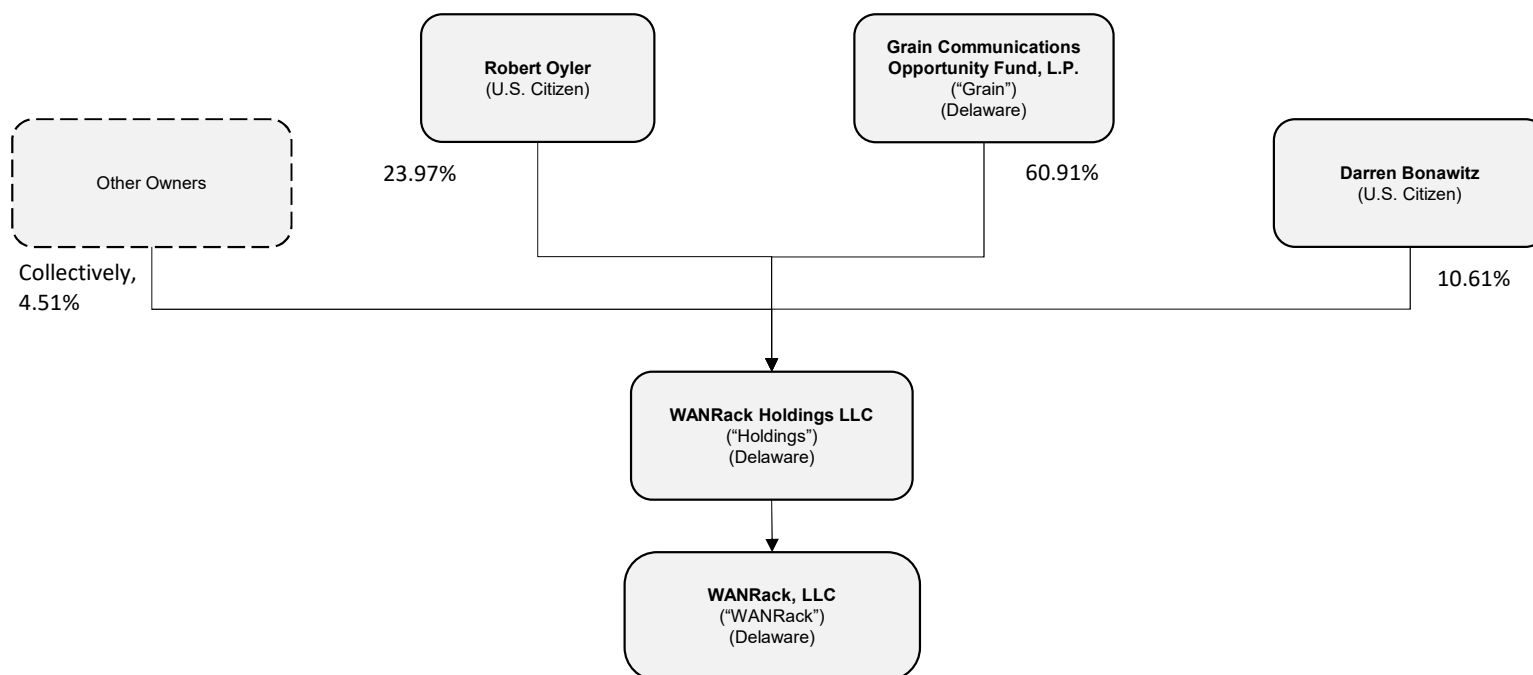 Robert Oyler
(U.S. Citizen)
Grain Communications
Opportunity Fund, L.P.
(“Grain”)
(Delaware)
Other Owners
23.97%
60.91%
Darren Bonawitz
(U.S. Citizen)
Collectively,
4.51%
10.61%
WANRack Holdings LLC
(“Holdings”)
(Delaware)
WANRack, LLC
(“WANRack”)
(Delaware)